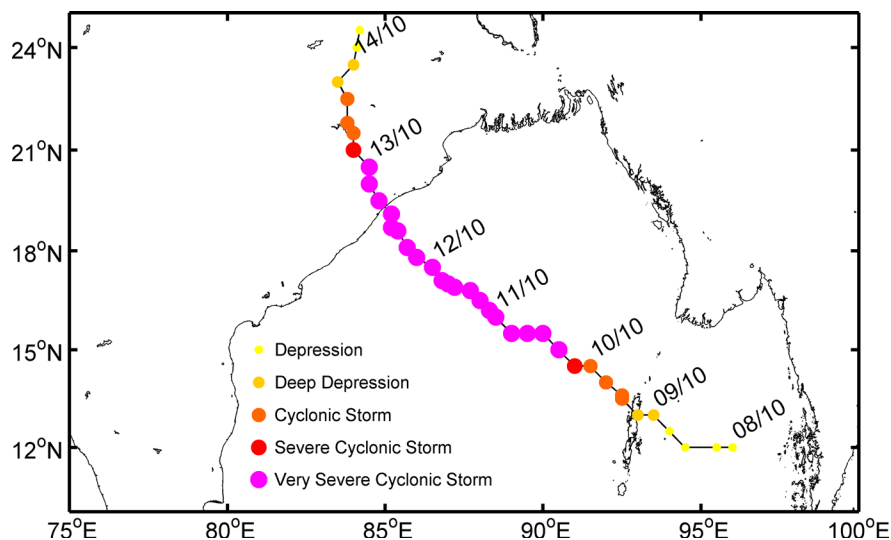 24°N
14/10
13/10
21°N
12/10
18°N
11/10
10/10
15°N
Depression
Deep Depression
09/10
08/10
Cyclonic Storm
12°N
Severe Cyclonic Storm
Very Severe Cyclonic Storm
75°E
80°E
85°E
90°E
95°E
100°E